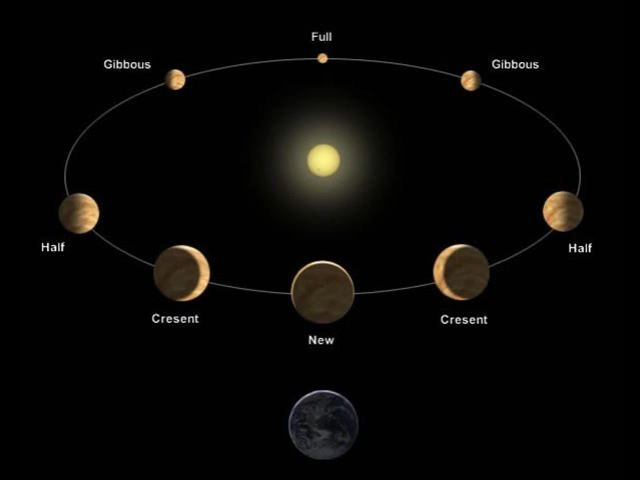 Full
Gibbous
Gibbous
Half
Half
Cresent
Cresent
New